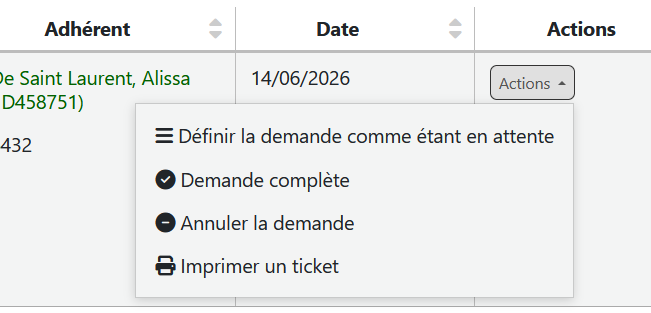 Adhérent Date Actions
De Saint Laurent, Alissa 14/06/2026 Actions
D458751)
432
Définir la demande comme étant en attente
Demande complète
Annuler la demande
Imprimer un ticket